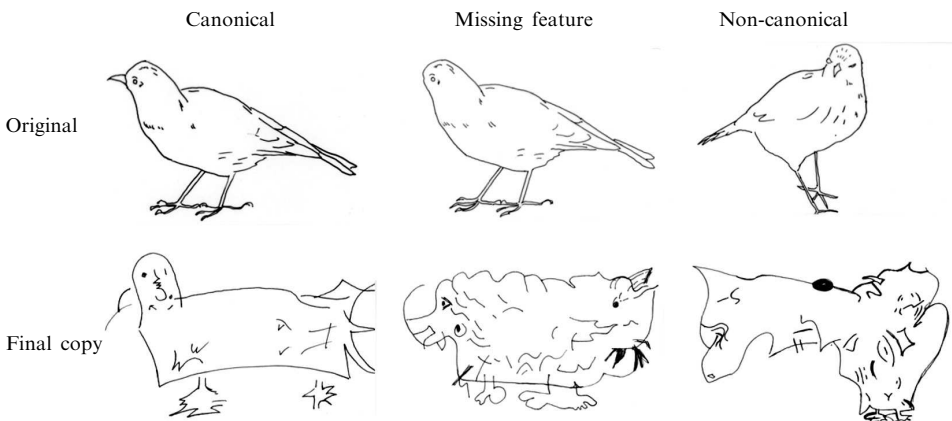 Canonical
Missing feature
Non-canonical
Original
Final copy